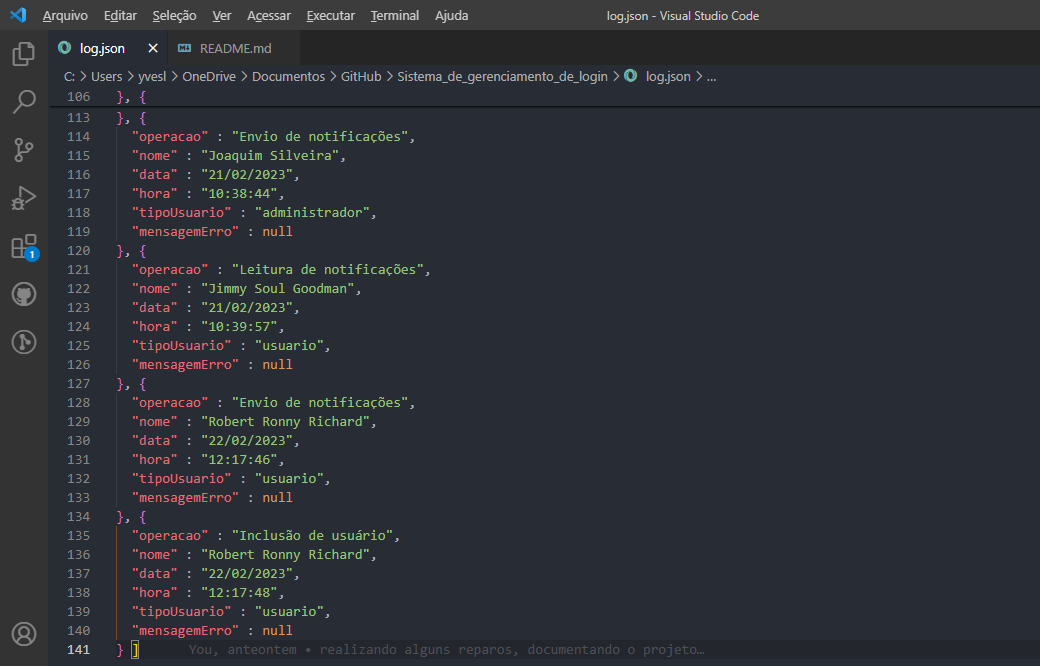 Arquivo Editar Seleção Ver Acessar Executar Terminal Ajuda log.json - Visual Studio Code
log.json README.md
C: > Users > yvesl > OneDrive > Documentos > GitHub > Sistema_de_gerenciamento_de_login > log.json > ...
106 }, {
113 }, {
114 "operacao" : "Envio de notificações",
115 "nome" : "Joaquim Silveira",
116 "data" : "21/02/2023",
117 "hora" : "10:38:44",
118 "tipoUsuario" : "administrador",
119 "mensagemErro" : null
120 }, {
121 "operacao" : "Leitura de notificações",
122 "nome" : "Jimmy Soul Goodman",
123 "data" : "21/02/2023",
124 "hora" : "10:39:57",
125 "tipoUsuario" : "usuario",
126 "mensagemErro" : null
127 }, {
128 "operacao" : "Envio de notificações",
129 "nome" : "Robert Ronny Richard",
130 "data" : "22/02/2023",
131 "hora" : "12:17:46",
132 "tipoUsuario" : "usuario",
133 "mensagemErro" : null
134 }, {
135 "operacao" : "Inclusão de usuário",
136 "nome" : "Robert Ronny Richard",
137 "data" : "22/02/2023",
138 "hora" : "12:17:48",
139 "tipoUsuario" : "usuario",
140 "mensagemErro" : null
141 } ] You, anteontem • realizando alguns reparos, documentando o projeto…
1